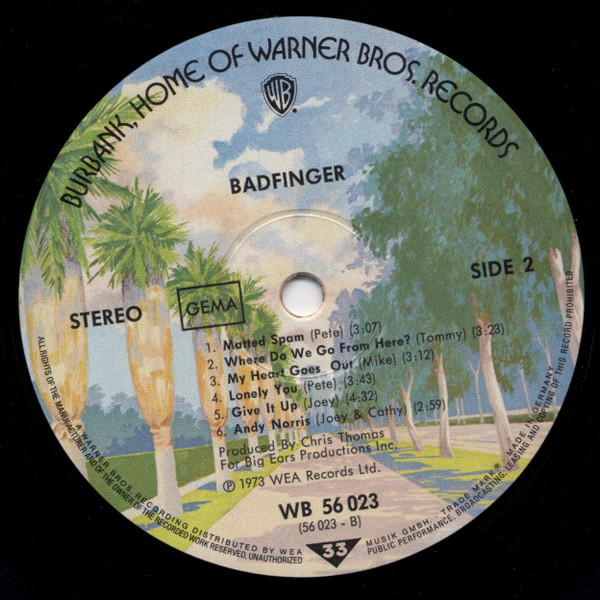 BURBANK, HOME OF WARNER BROS. RECORDS
WB
BADFINGER
STEREO
GEMA
SIDE 2
1. Matted Spam (Pete) (3:07)
2. Where Do We Go From Here? (Tommy) (3:23)
3. My Heart Goes Out (Mike) (3:12)
4. Lonely You (Pete) (3:43)
5. Give It Up (Joey) (4:32)
6. Andy Norris (Joey & Cathy) (2:59)
Produced By Chris Thomas
For Big Ears Productions Inc.
Ⓟ 1973 WEA Records Ltd.
WB 56 023
(56 023 - B)
33
ALL RIGHTS OF THE MANUFACTURER AND OF THE OWNER OF THE RECORDED WORK RESERVED, UNAUTHORIZED PUBLIC PERFORMANCE, BROADCASTING, LEASING AND COPYING OF THIS RECORD PROHIBITED
WARNER BROS. RECORDING DISTRIBUTED BY WEA MUSIK GMBH. TRADE MARK® MADE IN GERMANY